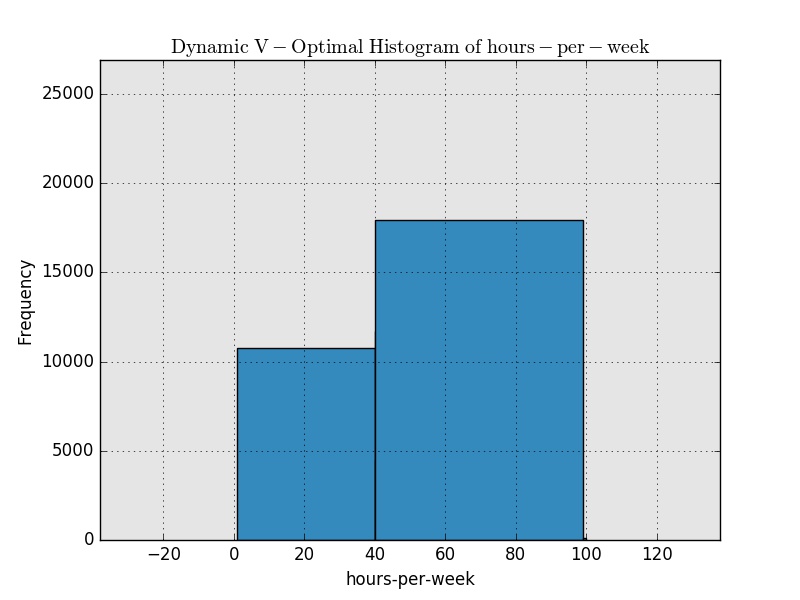 Dynamic V − Optimal Histogram of hours − per − week
25000
20000
15000
10000
5000
0
Frequency
−20 0 20 40 60 80 100 120
hours-per-week